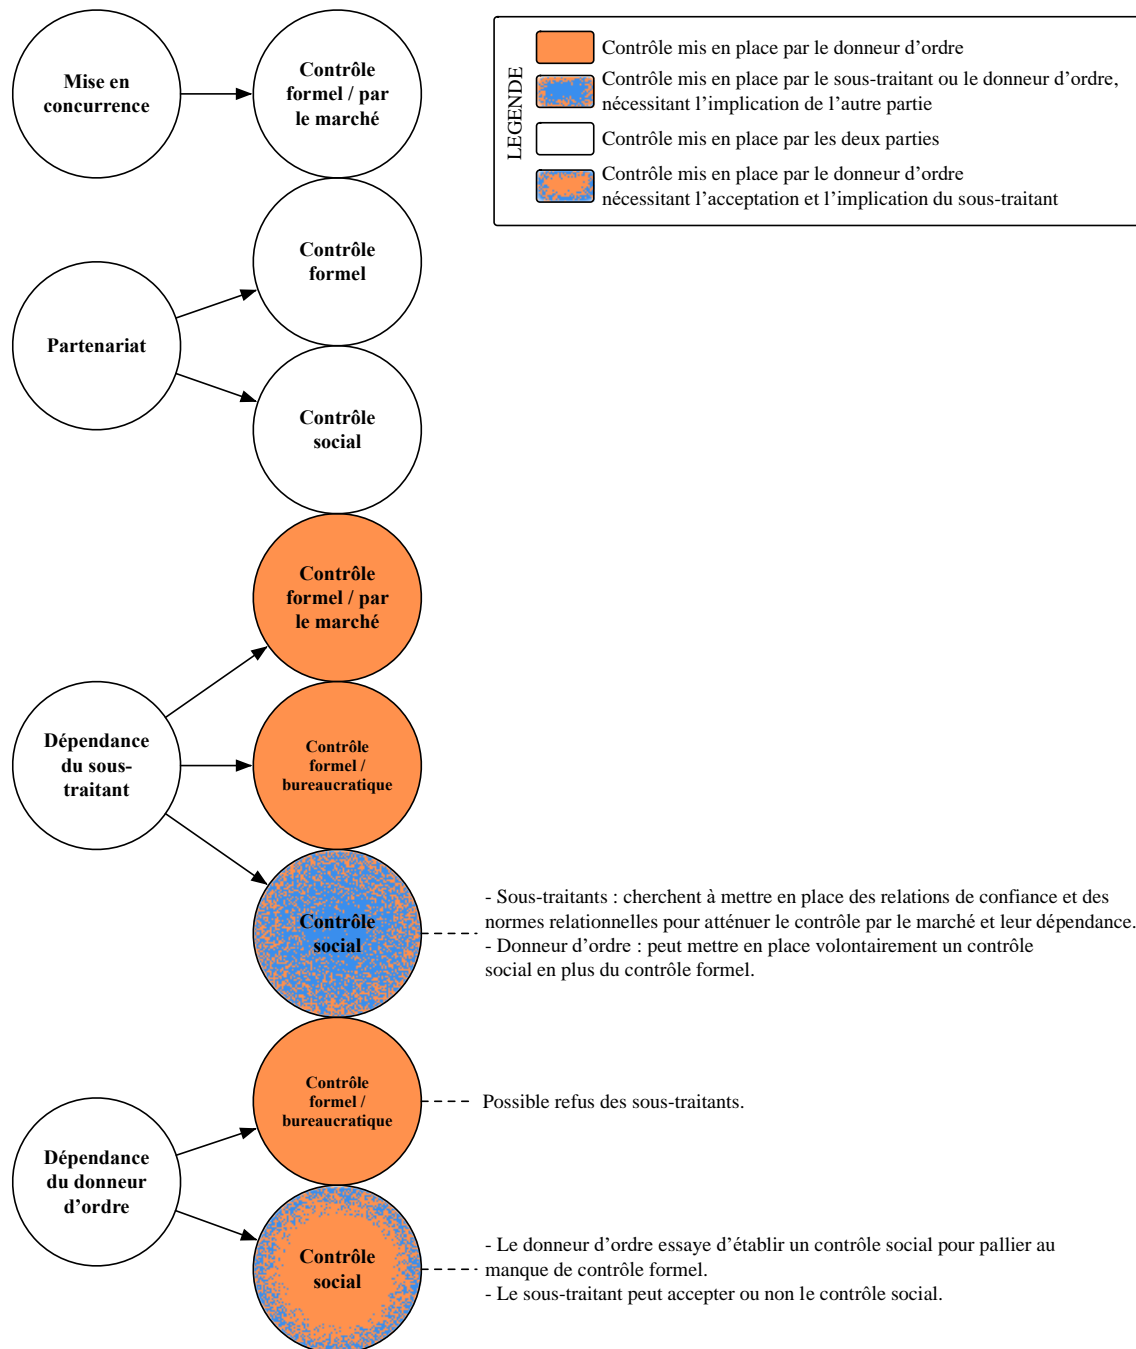 Mise en
concurrence
Contrôle
formel / par
le marché
LEGENDE
Contrôle mis en place par le donneur d’ordre
Contrôle mis en place par le sous-traitant ou le donneur d’ordre,
nécessitant l’implication de l’autre partie
Contrôle mis en place par les deux parties
Contrôle mis en place par le donneur d’ordre
nécessitant l’acceptation et l’implication du sous-traitant
Partenariat
Contrôle
formel
Contrôle
social
Dépendance
du sous-
traitant
Contrôle
formel / par
le marché
Contrôle
formel /
bureaucratique
Contrôle
social
- Sous-traitants : cherchent à mettre en place des relations de confiance et des
normes relationnelles pour atténuer le contrôle par le marché et leur dépendance.
- Donneur d’ordre : peut mettre en place volontairement un contrôle
social en plus du contrôle formel.
Dépendance
du donneur
d’ordre
Contrôle
formel /
bureaucratique
Possible refus des sous-traitants.
Contrôle
social
- Le donneur d’ordre essaye d’établir un contrôle social pour pallier au
manque de contrôle formel.
- Le sous-traitant peut accepter ou non le contrôle social.